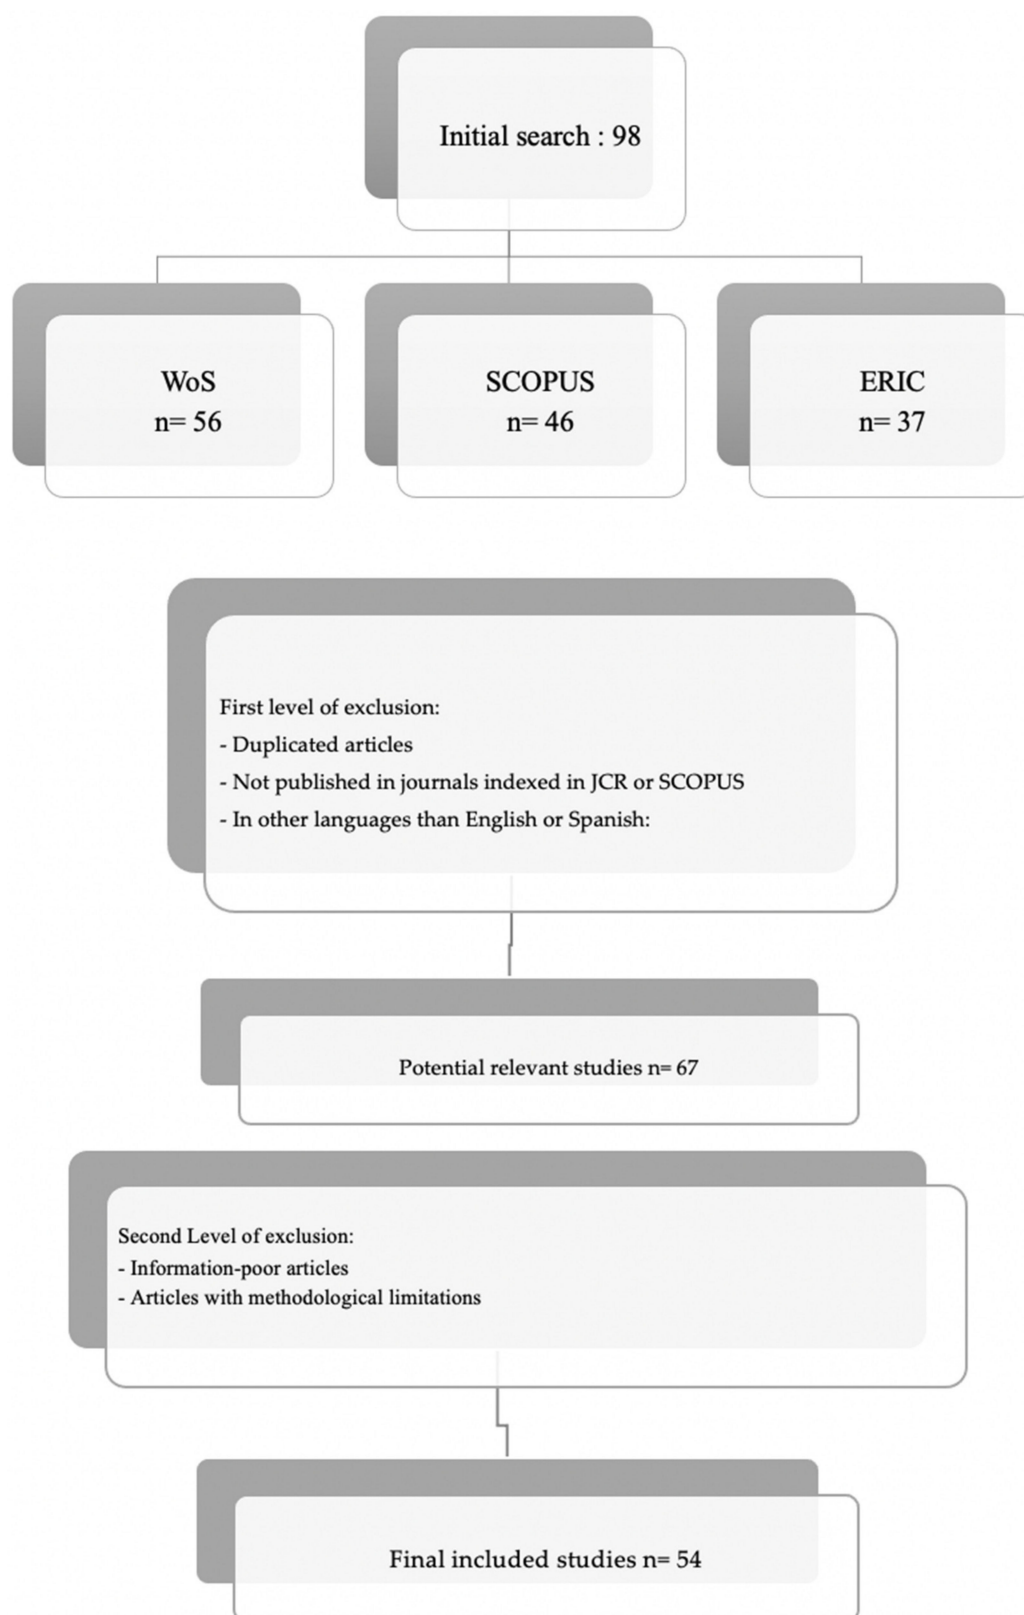 Initial search : 98
WoS
n= 56
SCOPUS
n= 46
ERIC
n= 37
First level of exclusion:
- Duplicated articles
- Not published in journals indexed in JCR or SCOPUS
- In other languages than English or Spanish:
Potential relevant studies n= 67
Second Level of exclusion:
- Information-poor articles
- Articles with methodological limitations
Final included studies n= 54